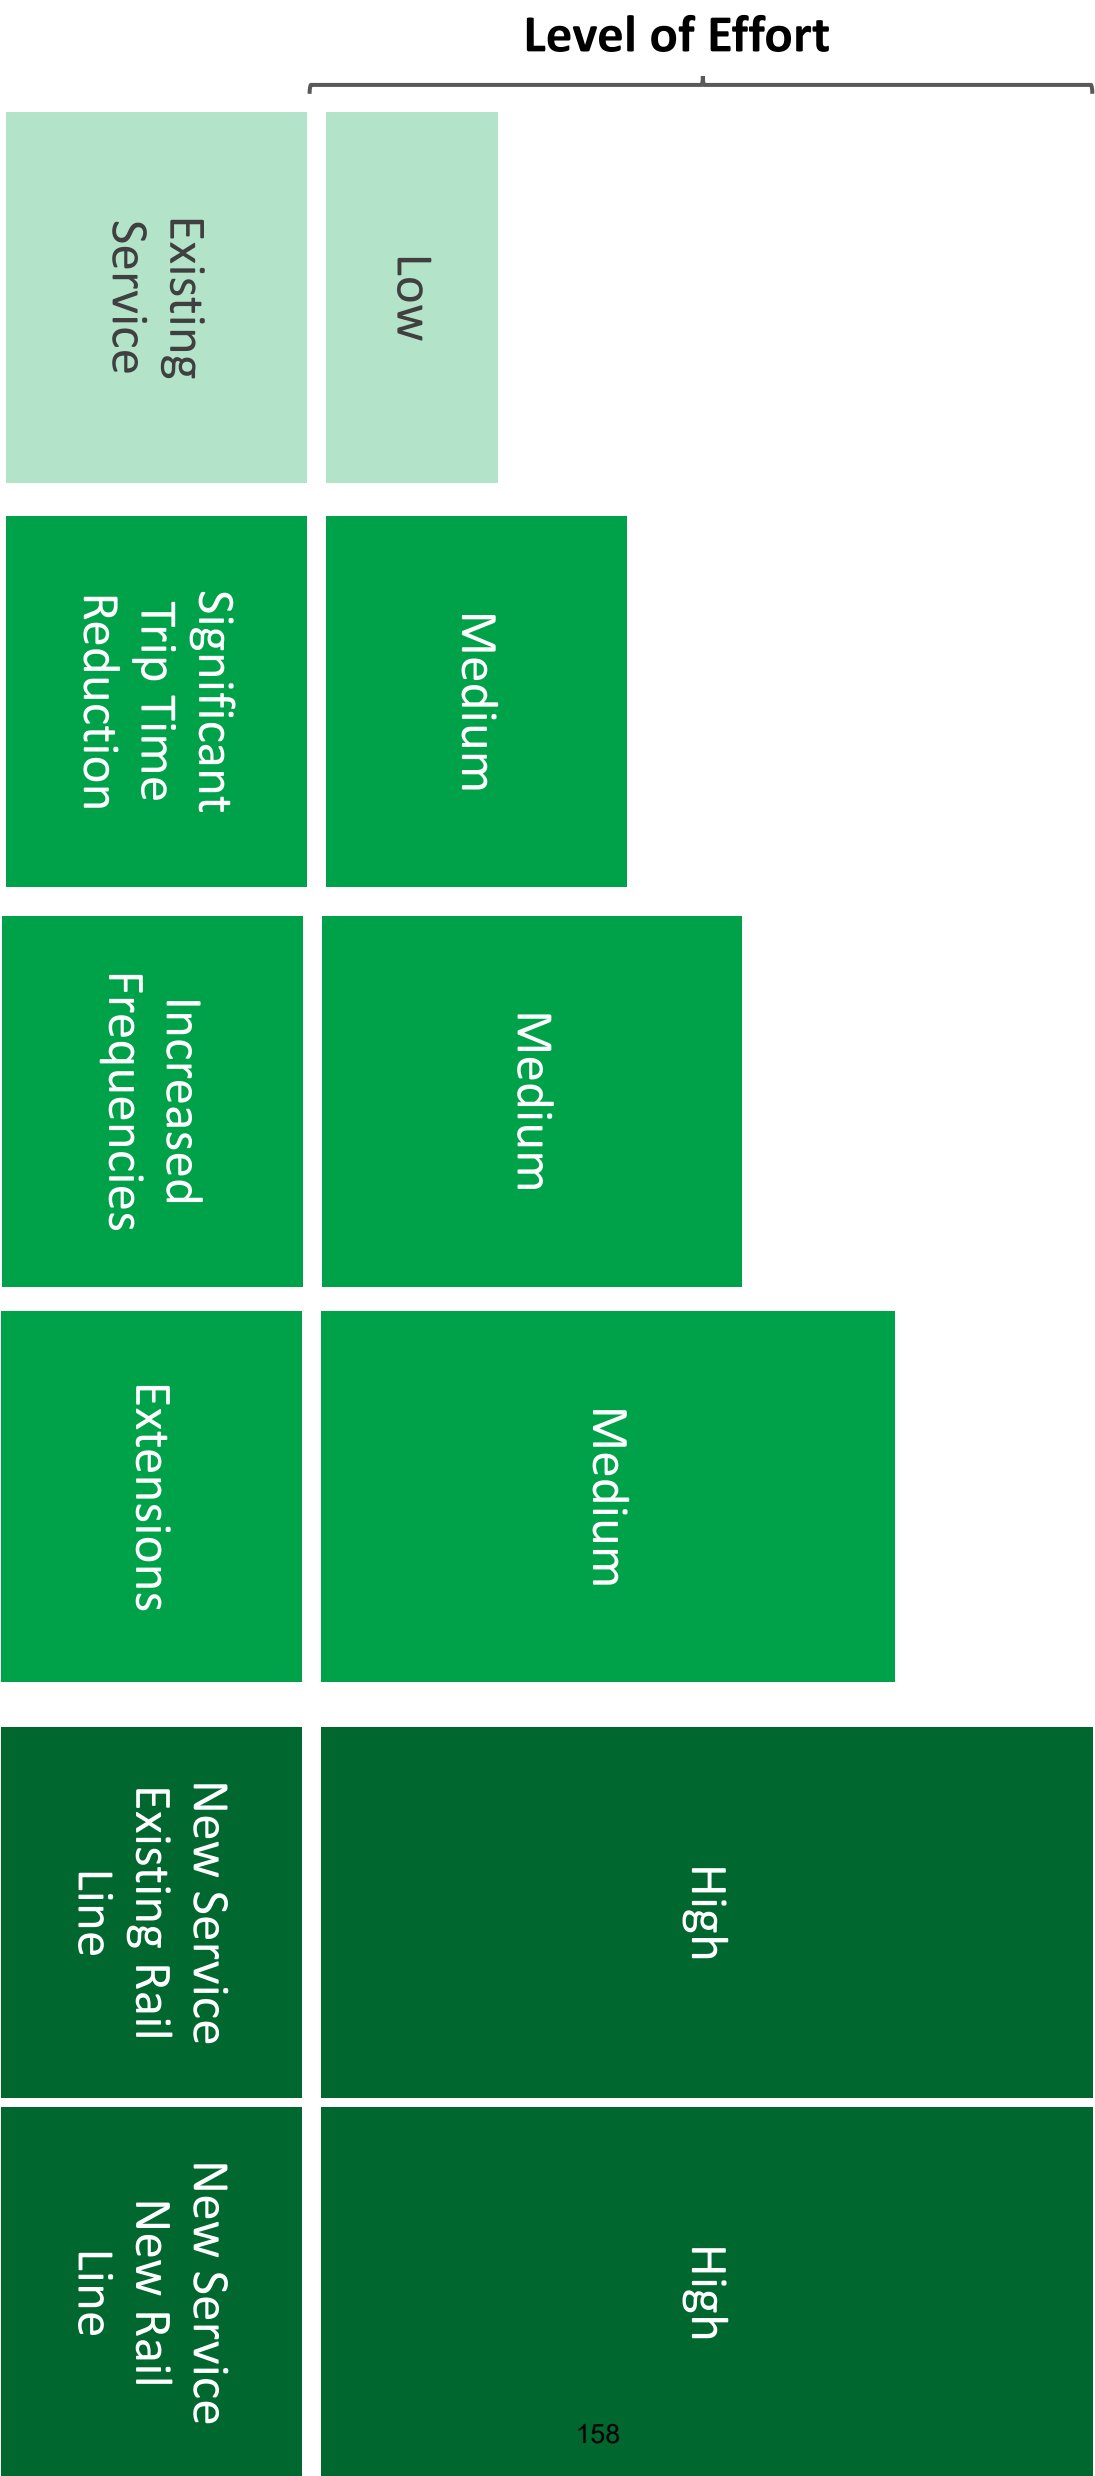 Level of Effort
Existing
Service
Low
Significant
Trip Time
Reduction
Medium
Increased
Frequencies
Medium
Extensions
Medium
New Service
Existing Rail
Line
High
New Service
New Rail
Line
High
158